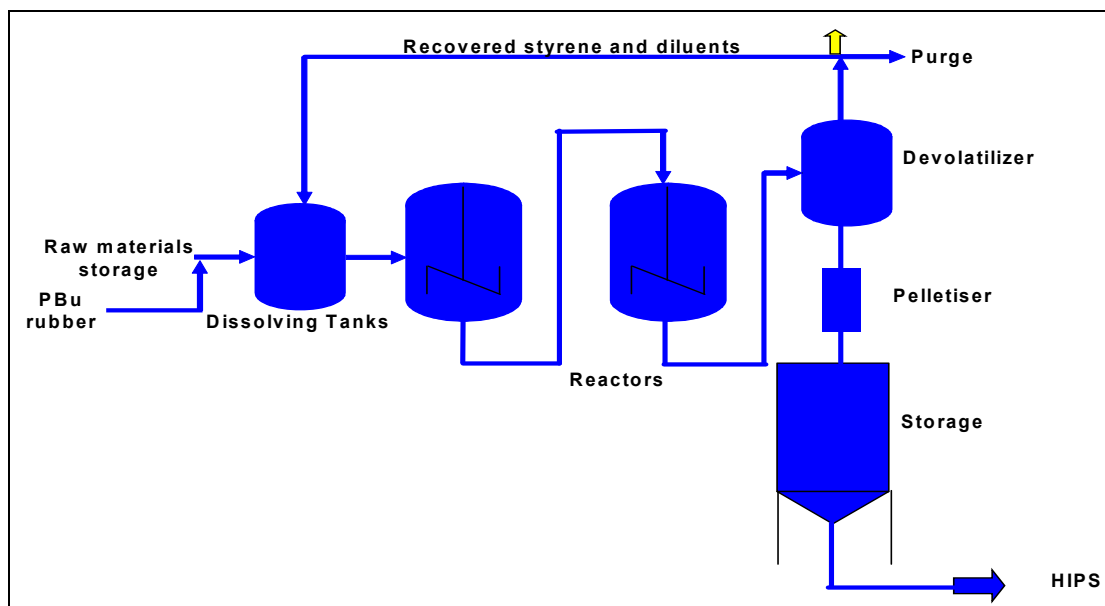 Recovered styrene and diluents
Purge
Devolatilizer
Raw materials
storage
PBu
rubber
Dissolving Tanks
Pelletiser
Reactors
Storage
HIPS